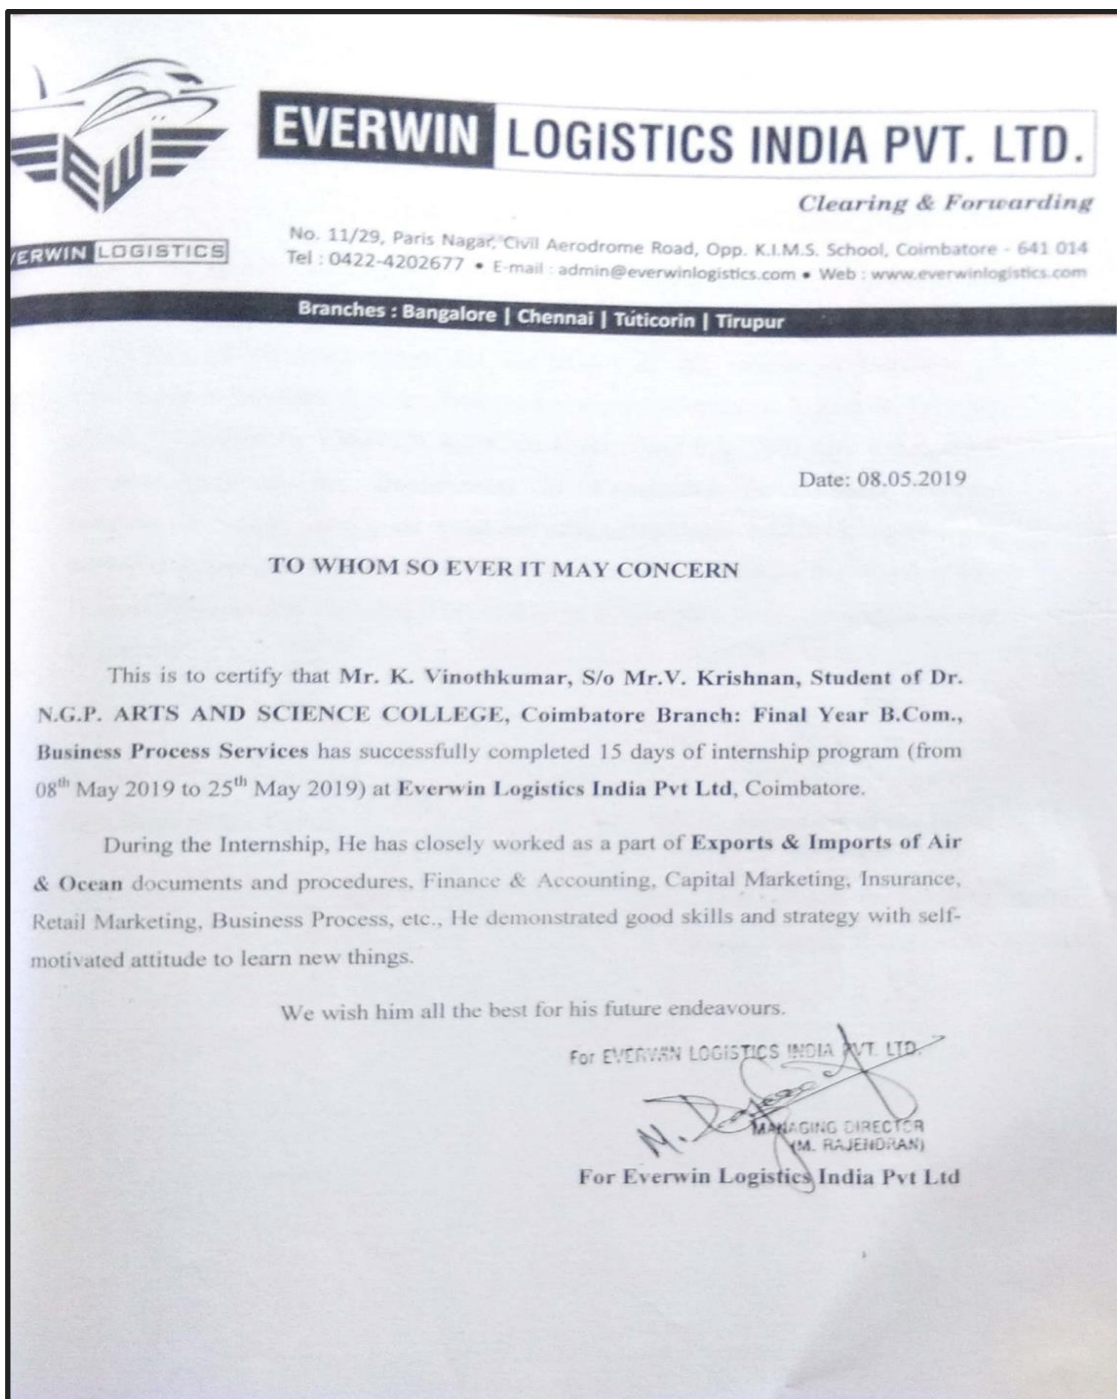 EVERWIN LOGiSTICS INDIA PVT. LTD.
Clearing & Forwarding
EW
VERWIN LOGISTICS
No. 11/29, Paris Nagar, Civil Aerodrome Road, Opp. K.I.M.S. School, Coimbatore - 641 014
Tel : 0422-4202677 • E-mail : admin@everwinlogistics.com • Web : www.everwinlogistics.com
Branches : Bangalore | Chennai | Tuticorin | Tirupur
Date: 08.05.2019
TO WHOM SO EVER IT MAY CONCERN
This is to certify that Mr. K. Vinothkumar, S/o Mr.V. Krishnan, Student of Dr.
N.G.P. ARTS AND SCIENCE COLLEGE, Coimbatore Branch: Final Year B.Com.,
Business Process Services has successfully completed 15 days of internship program (from
08th May 2019 to 25th May 2019) at Everwin Logistics India Pvt Ltd, Coimbatore.
During the Internship, He has closely worked as a part of Exports & Imports of Air
& Ocean documents and procedures, Finance & Accounting, Capital Marketing, Insurance,
Retail Marketing, Business Process, etc., He demonstrated good skills and strategy with self-
motivated attitude to learn new things.
We wish him all the best for his future endeavours.
For EVERWIN LOGISTICS INDIA PVT. LTD.
MANAGING DIRECTOR
(M. RAJENDRAN)
For Everwin Logistics India Pvt Ltd